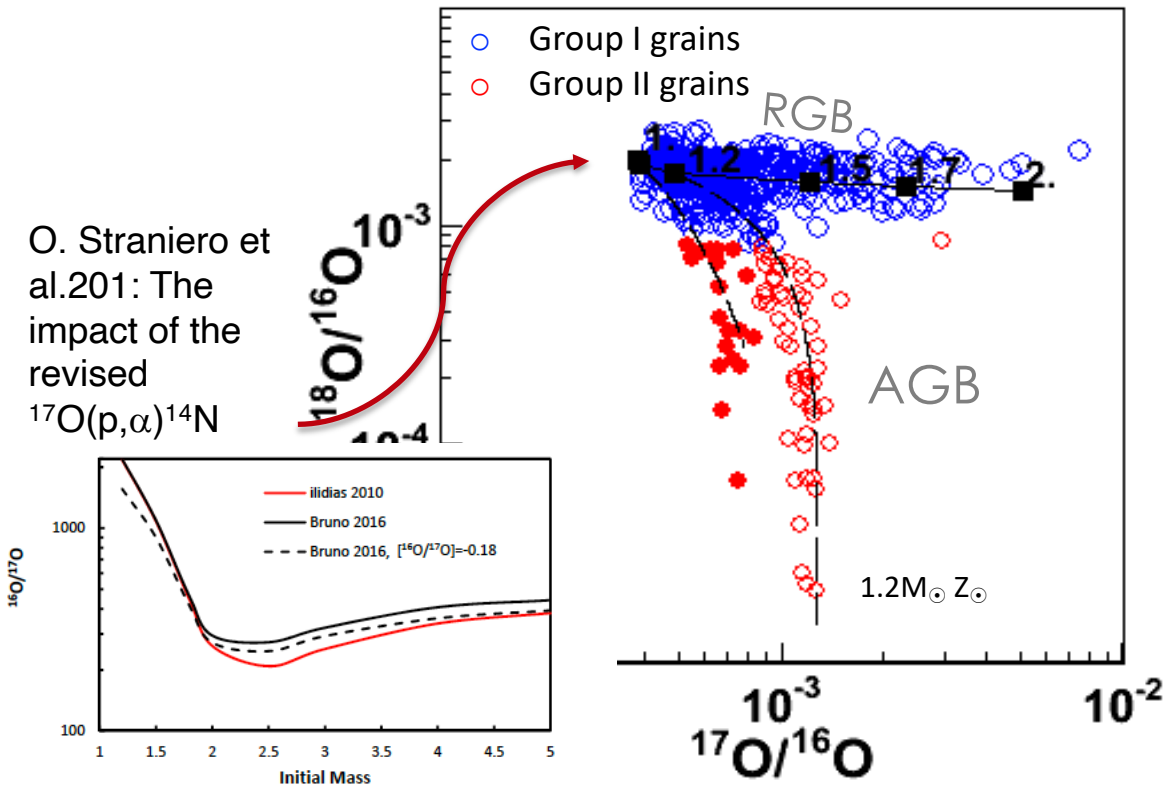 Group I grains
Group II grains
RGB
1.
1.2
1.5
1.7
2.
10⁻³
¹⁸O/¹⁶O
10⁻⁴
AGB
1.2M☉ Z☉
10⁻³
10⁻²
¹⁷O/¹⁶O
O. Straniero et
al.201: The
impact of the
revised
¹⁷O(p,α)¹⁴N
ilidias 2010
Bruno 2016
Bruno 2016, [¹⁶O/¹⁷O]=-0.18
¹⁶O/¹⁷O
1000
100
1 1.5 2 2.5 3 3.5 4 4.5 5
Initial Mass